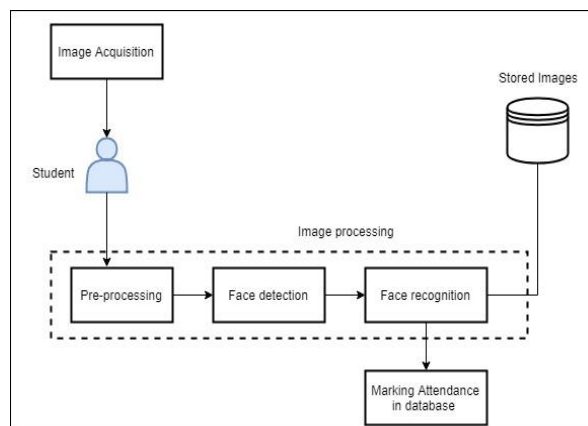 Image Acquisition
Stored Images
Student
Image processing
Pre-processing
Face detection
Face recognition
Marking Attendance
in database